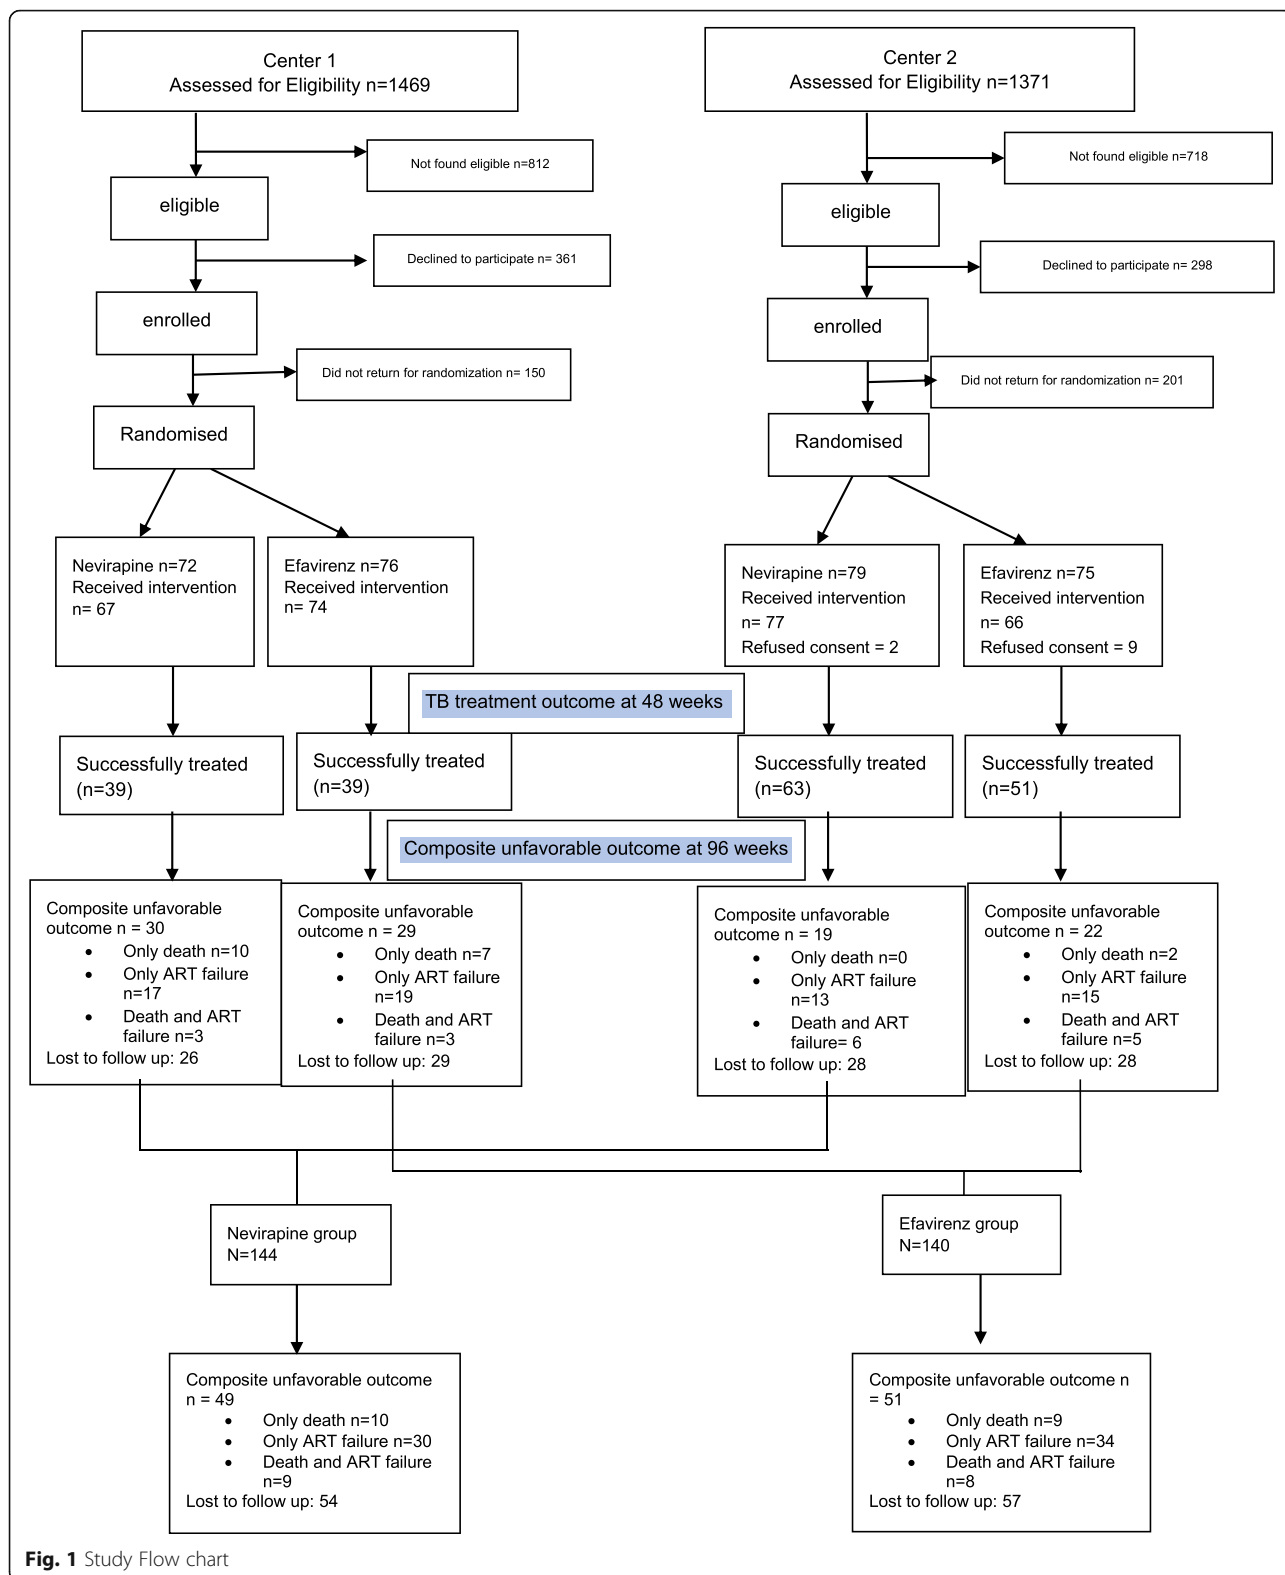 Center 1
Assessed for Eligibility n=1469
Not found eligible n=812
eligible
Declined to participate n= 361
enrolled
Did not return for randomization n= 150
Randomised
Nevirapine n=72
Received intervention
n= 67
Efavirenz n=76
Received intervention
n= 74
Center 2
Assessed for Eligibility n=1371
Not found eligible n=718
eligible
Declined to participate n= 298
enrolled
Did not return for randomization n= 201
Randomised
Nevirapine n=79
Received intervention
n= 77
Refused consent = 2
Efavirenz n=75
Received intervention
n= 66
Refused consent = 9
TB treatment outcome at 48 weeks
Successfully treated
(n=39)
Successfully treated
(n=39)
Successfully treated
(n=63)
Successfully treated
(n=51)
Composite unfavorable outcome at 96 weeks
Composite unfavorable
outcome n = 30
• Only death n=10
• Only ART failure
n=17
• Death and ART
failure n=3
Lost to follow up: 26
Composite unfavorable
outcome n = 29
• Only death n=7
• Only ART failure
n=19
• Death and ART
failure n=3
Lost to follow up: 29
Composite unfavorable
outcome n = 19
• Only death n=0
• Only ART failure
n=13
• Death and ART
failure= 6
Lost to follow up: 28
Composite unfavorable
outcome n = 22
• Only death n=2
• Only ART failure
n=15
• Death and ART
failure n=5
Lost to follow up: 28
Nevirapine group
N=144
Efavirenz group
N=140
Composite unfavorable outcome
n = 49
• Only death n=10
• Only ART failure n=30
• Death and ART failure
n=9
Lost to follow up: 54
Composite unfavorable outcome n
= 51
• Only death n=9
• Only ART failure n=34
• Death and ART failure
n=8
Lost to follow up: 57
Fig. 1 Study Flow chart